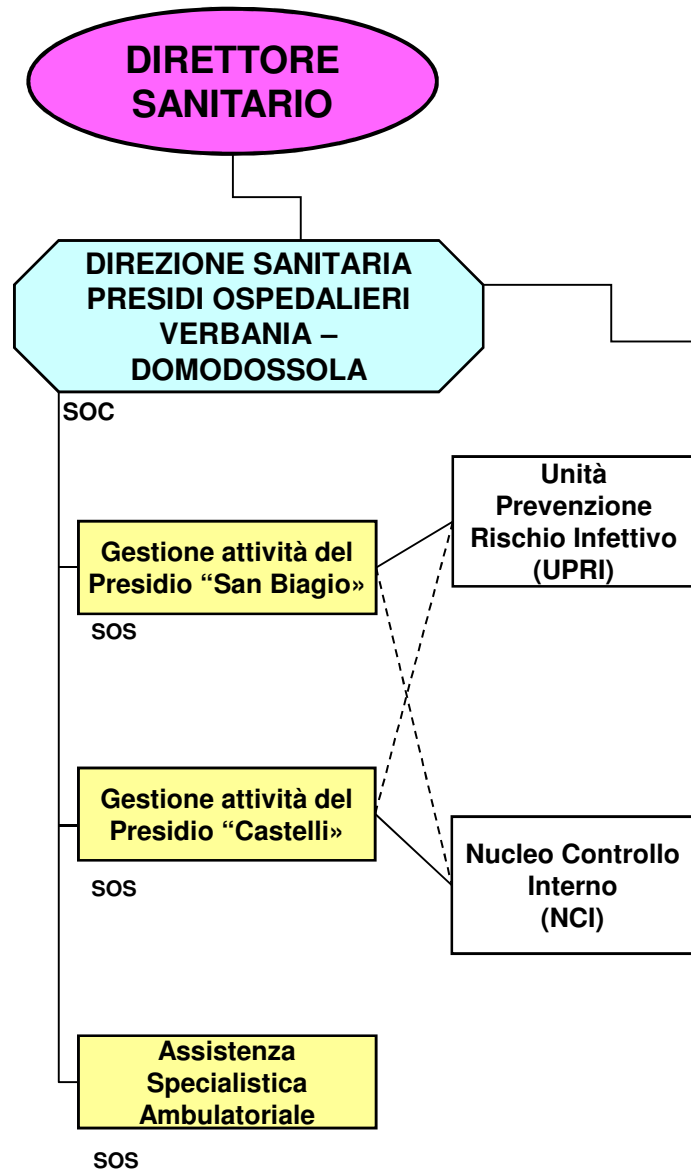 DIRETTORE
SANITARIO
DIREZIONE SANITARIA
PRESIDI OSPEDALIERI
VERBANIA –
DOMODOSSOLA
SOC
Unità
Prevenzione
Rischio Infettivo
(UPRI)
Gestione attività del
Presidio “San Biagio»
SOS
Gestione attività del
Presidio “Castelli»
SOS
Nucleo Controllo
Interno
(NCI)
Assistenza
Specialistica
Ambulatoriale
SOS